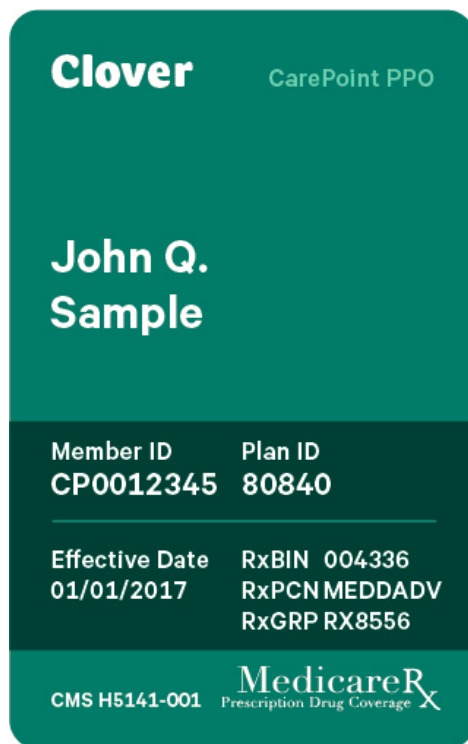 Clover CarePoint PPO
John Q.
Sample
Member ID Plan ID
CP0012345 80840
Effective Date RxBIN 004336
01/01/2017 RxPCN MEDDADV
RxGRP RX8556
CMS H5141-001 MedicareRx
Prescription Drug Coverage